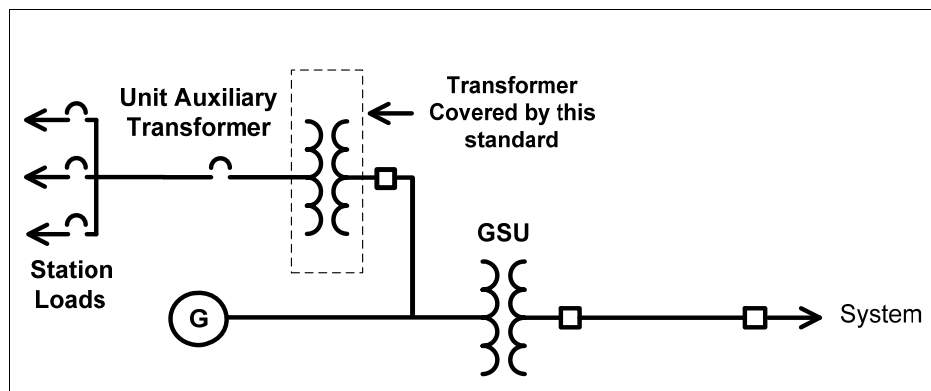 Unit Auxiliary
Transformer
Transformer
Covered by this
standard
GSU
Station
Loads
G
System